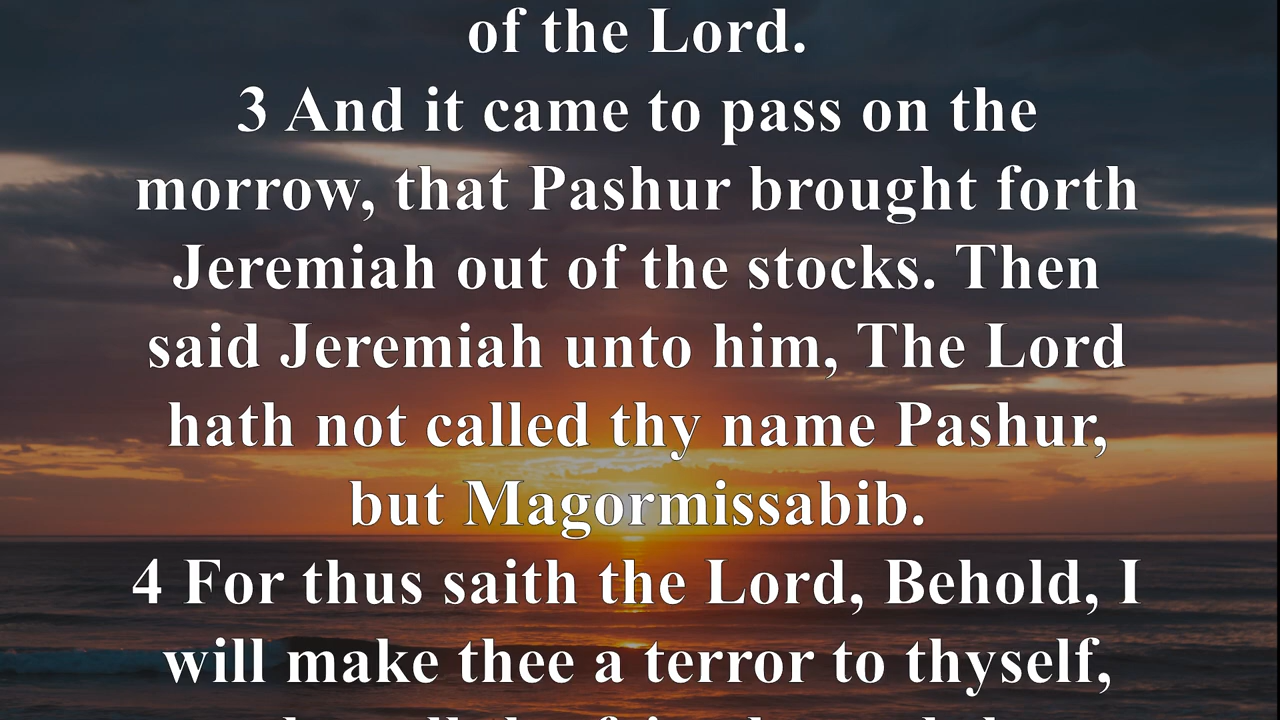 of the Lord.
3 And it came to pass on the
morrow, that Pashur brought forth
Jeremiah out of the stocks. Then
said Jeremiah unto him, The Lord
hath not called thy name Pashur,
but Magormissabib.
4 For thus saith the Lord, Behold, I
will make thee a terror to thyself,